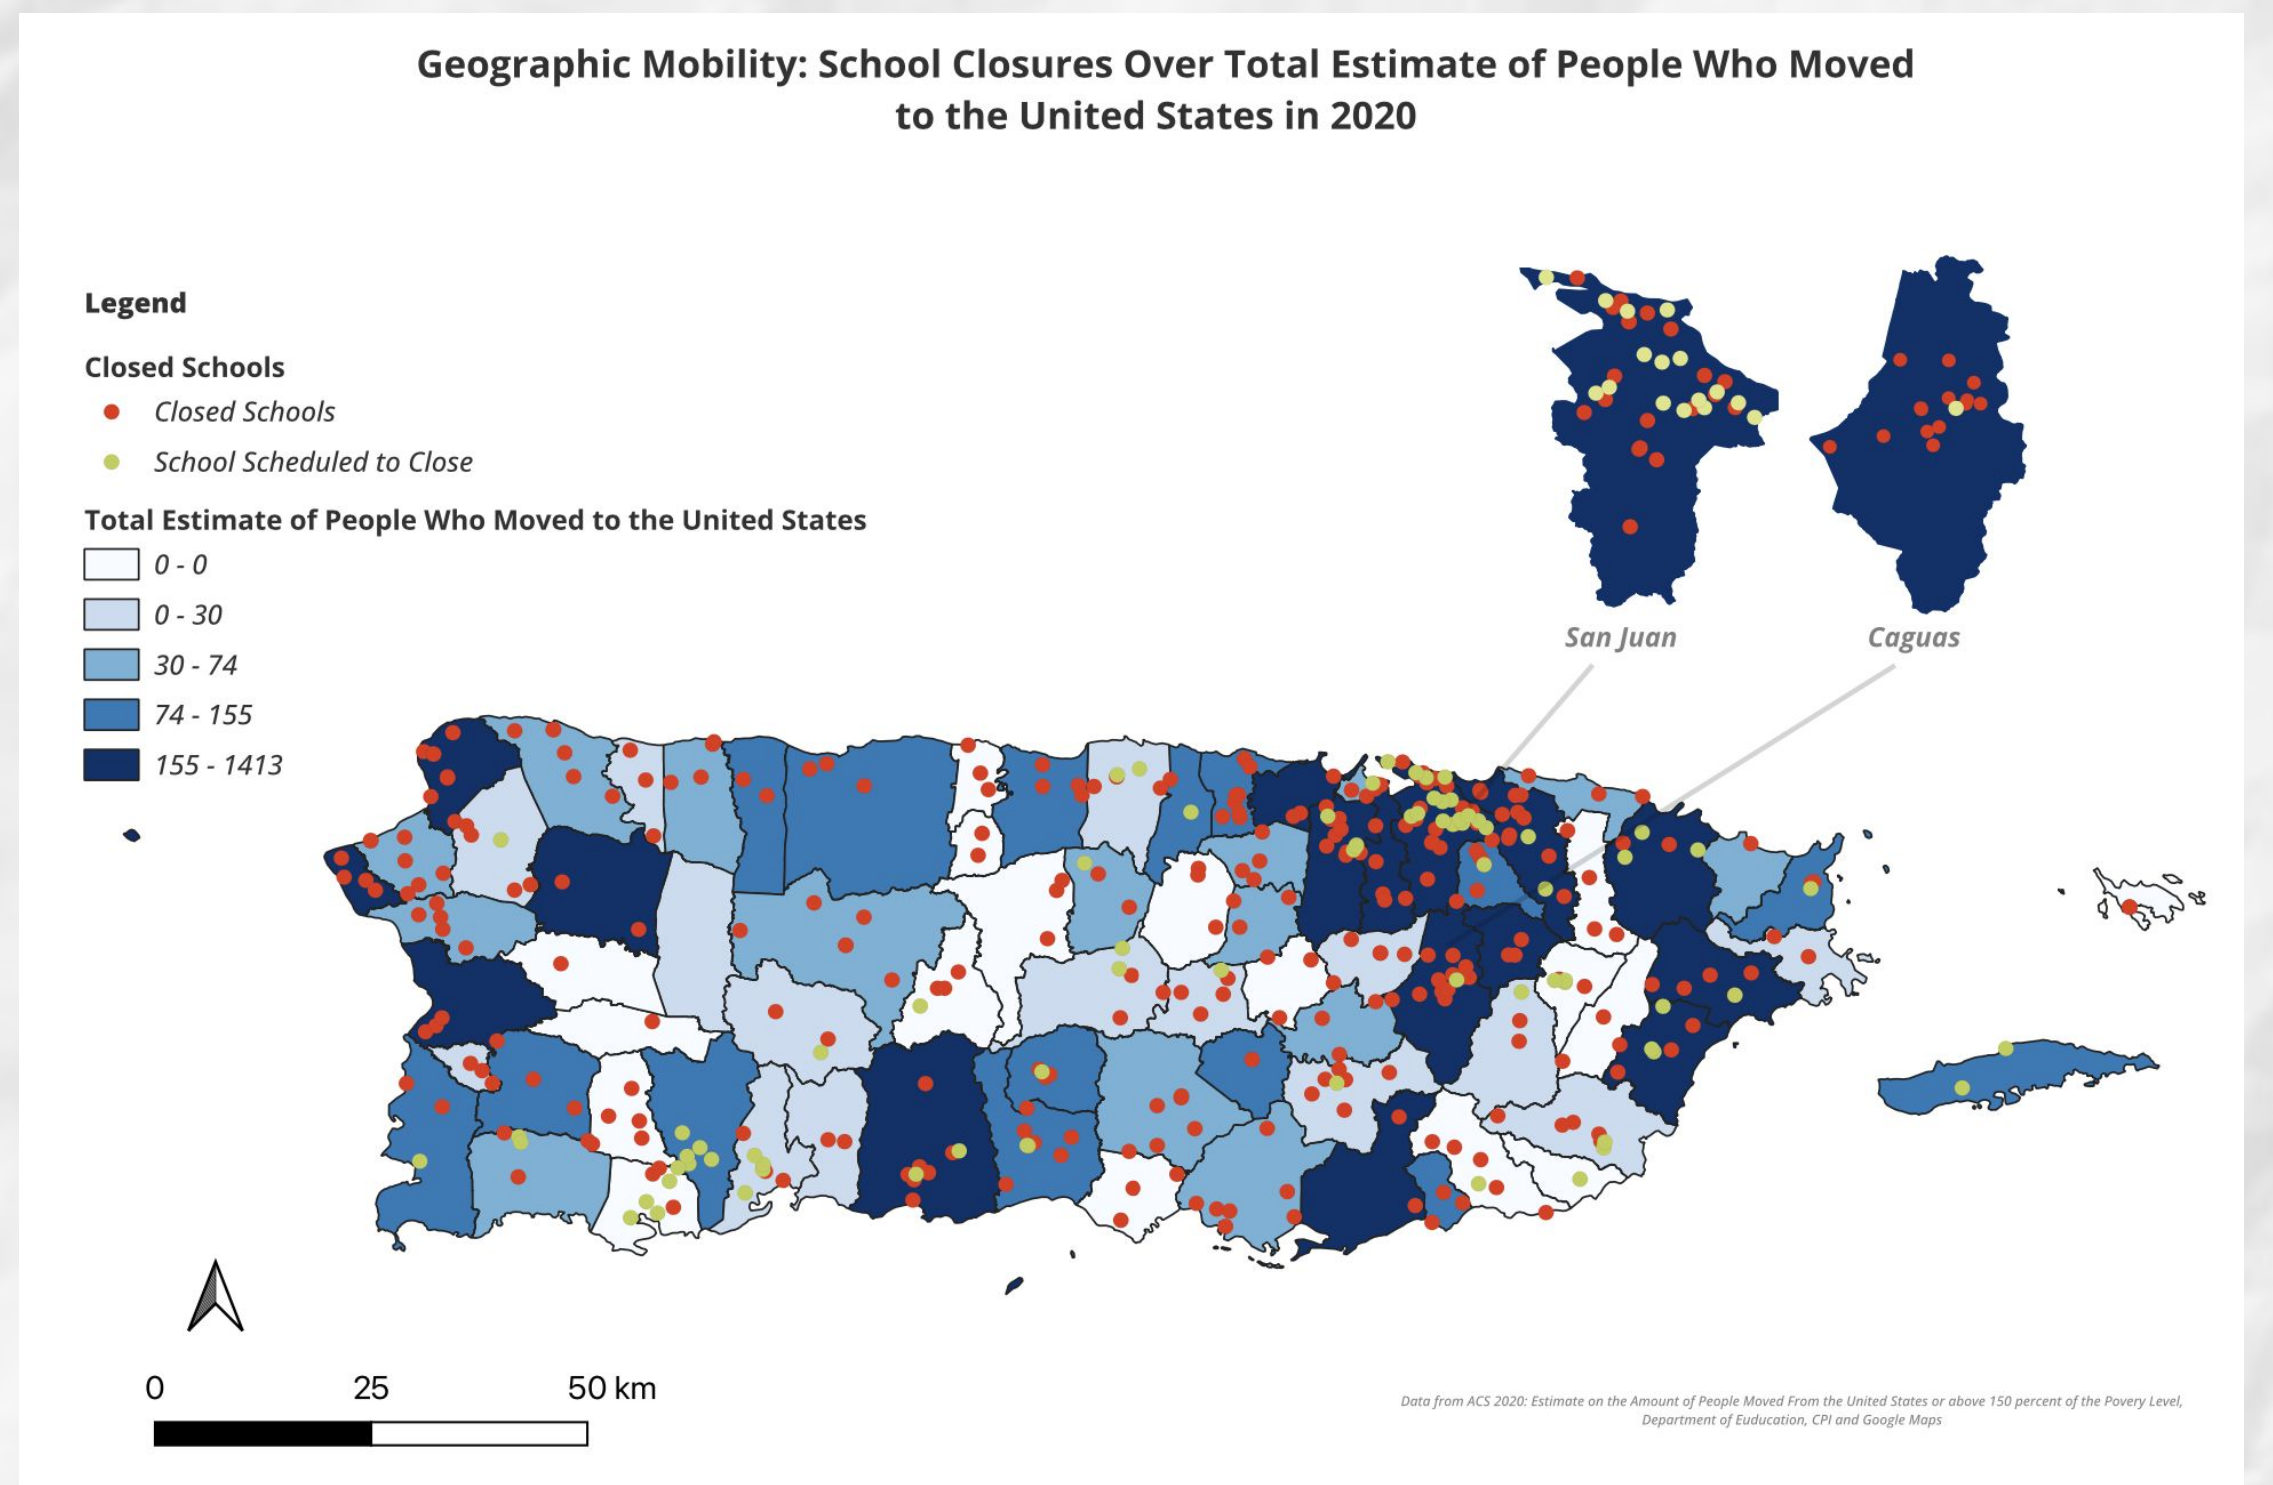 Geographic Mobility: School Closures Over Total Estimate of People Who Moved
to the United States in 2020
Legend
Closed Schools
Closed Schools
School Scheduled to Close
Total Estimate of People Who Moved to the United States
0 - 0
0 - 30
30 - 74
74 - 155
155 - 1413
San Juan
Caguas
0 25 50 km
Data from ACS 2020: Estimate on the Amount of People Moved From the United States or above 150 percent of the Povery Level,
Department of Euducation, CPI and Google Maps